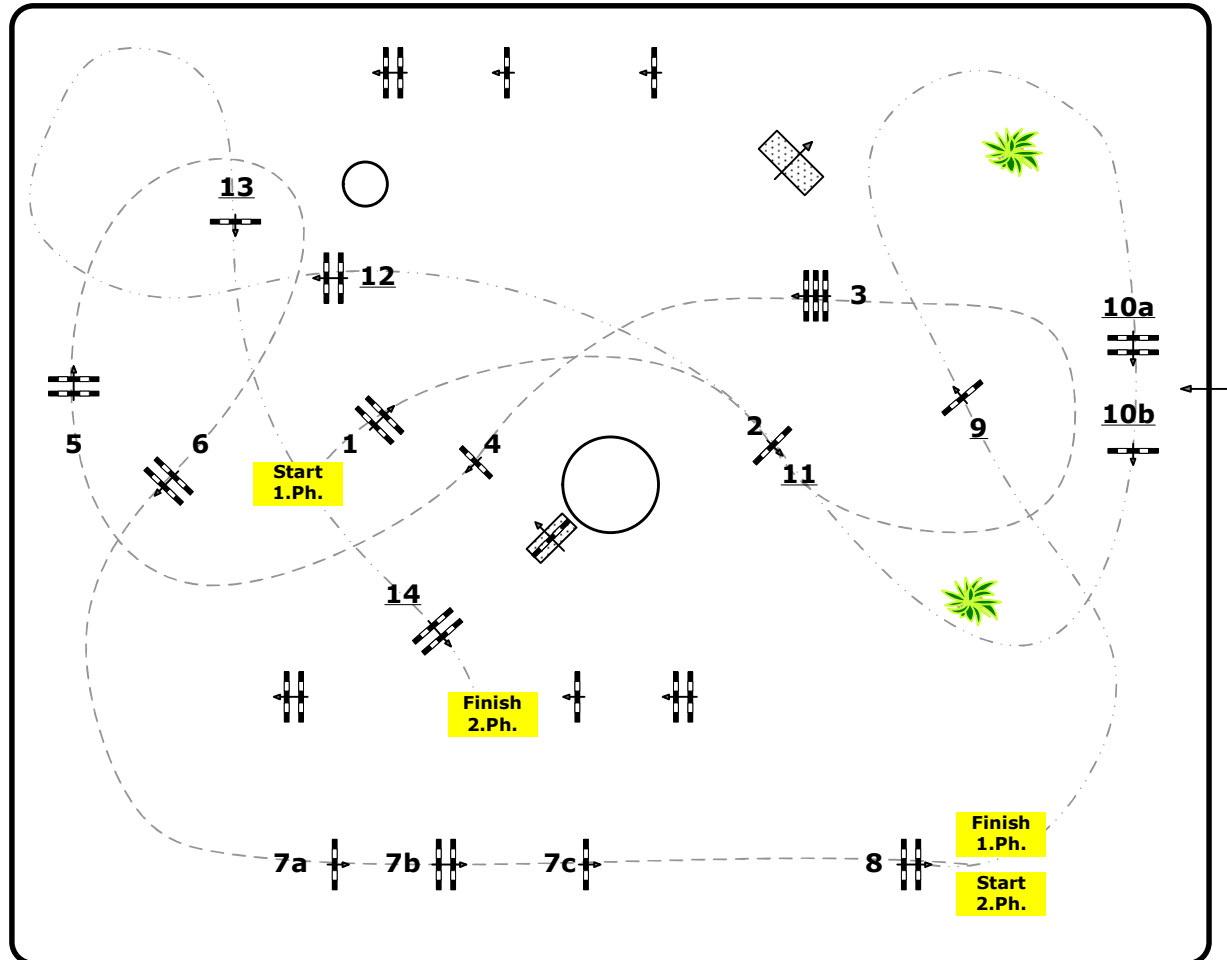 13
12
3
10a
10b
2
9
5
6
1
4
11
Start
1.Ph.
14
Finish
2.Ph.
7a
7b
7c
8
Finish
1.Ph.
Start
2.Ph.